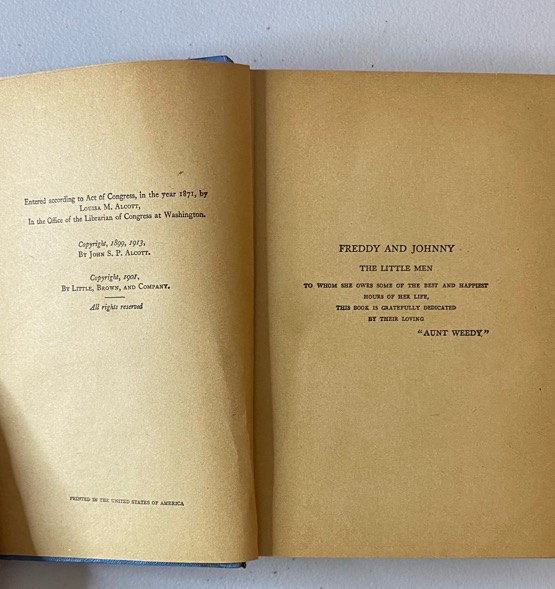 Entered according to Act of Congress, in the year 1871, by
LOUISA M. ALCOTT,
In the Office of the Librarian of Congress at Washington.
Copyright, 1899, 1913,
BY JOHN S. P. ALCOTT.
Copyright, 1901,
BY LITTLE, BROWN, AND COMPANY.
All rights reserved
PRINTED IN THE UNITED STATES OF AMERICA
FREDDY AND JOHNNY
THE LITTLE MEN
TO WHOM SHE OWES SOME OF THE BEST AND HAPPIEST
HOURS OF HER LIFE,
THIS BOOK IS GRATEFULLY DEDICATED
BY THEIR LOVING
"AUNT WEEDY"